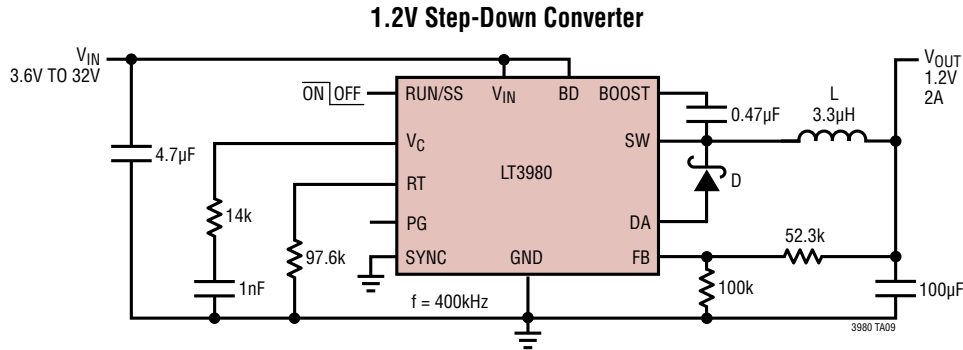 1.2V Step-Down Converter
VIN
3.6V TO 32V
ON OFF
RUN/SS
VIN
BD
BOOST
0.47µF
L
3.3µH
VOUT
1.2V
2A
4.7µF
VC
SW
LT3980
D
RT
14k
PG
DA
52.3k
97.6k
SYNC
GND
FB
1nF
f = 400kHz
100k
100µF
3980 TA09